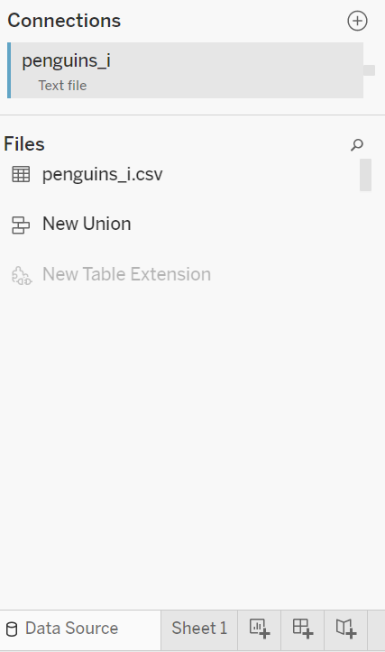 Connections
penguins_i
Text file
Files
penguins_i.csv
New Union
New Table Extension
Data Source
Sheet 1